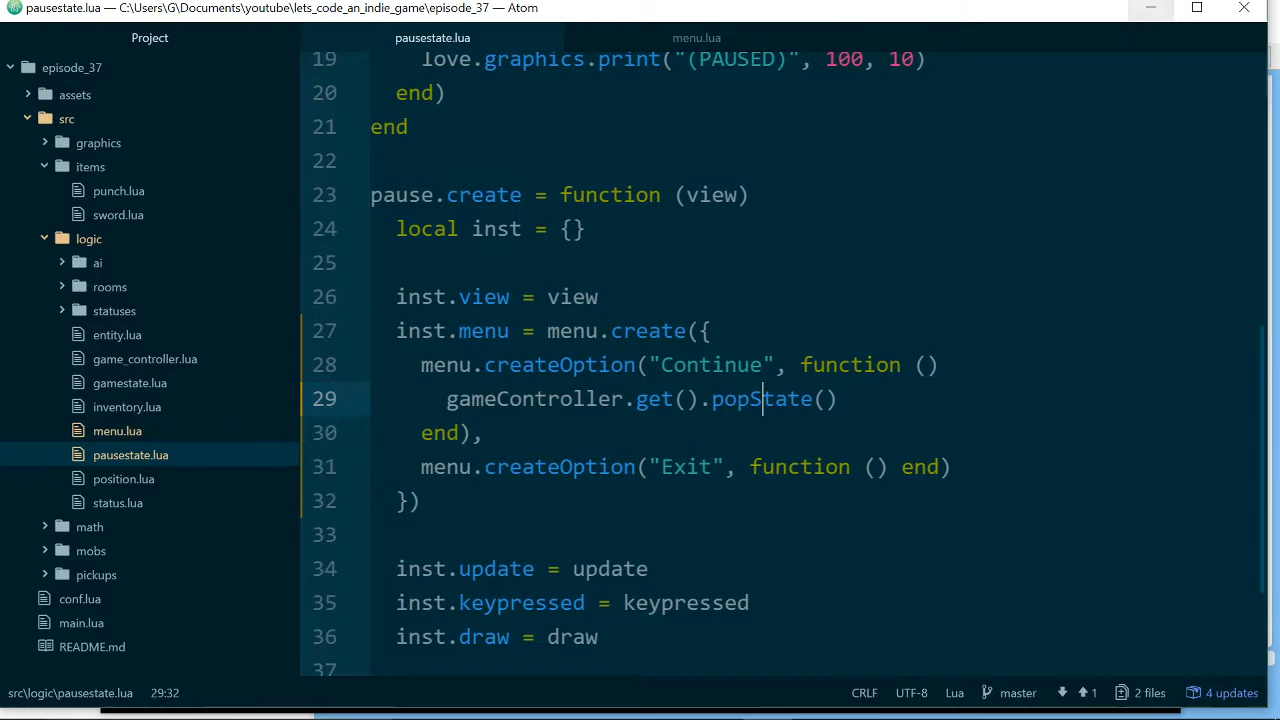 pausestate.lua — C:\Users\G\Documents\youtube\lets_code_an_indie_game\episode_37 — Atom
Project
pausestate.lua
menu.lua
episode_37
assets
src
graphics
items
punch.lua
sword.lua
logic
ai
rooms
statuses
entity.lua
game_controller.lua
gamestate.lua
inventory.lua
menu.lua
pausestate.lua
position.lua
status.lua
math
mobs
pickups
conf.lua
main.lua
README.md
19 love.graphics.print("(PAUSED)", 100, 10)
20 end)
21 end
22
23 pause.create = function (view)
24 local inst = {}
25
26 inst.view = view
27 inst.menu = menu.create({
28 menu.createOption("Continue", function ()
29 gameController.get().popState()
30 end),
31 menu.createOption("Exit", function () end)
32 })
33
34 inst.update = update
35 inst.keypressed = keypressed
36 inst.draw = draw
37
src\logic\pausestate.lua 29:32 CRLF UTF-8 Lua master 1 2 files 4 updates